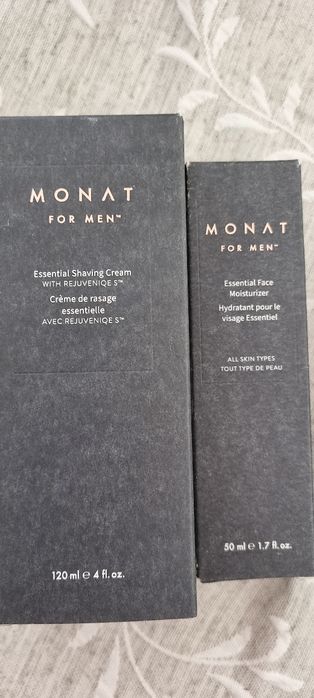 MONAT
FOR MEN™
Essential Shaving Cream
WITH REJUVENIQE S™
Crème de rasage
essentielle
AVEC REJUVENIQE S™
120 ml ℮ 4 fl. oz.
MONAT
FOR MEN™
Essential Face
Moisturizer
Hydratant pour le
visage Essentiel
ALL SKIN TYPES
TOUT TYPE DE PEAU
50 ml ℮ 1.7 fl. oz.